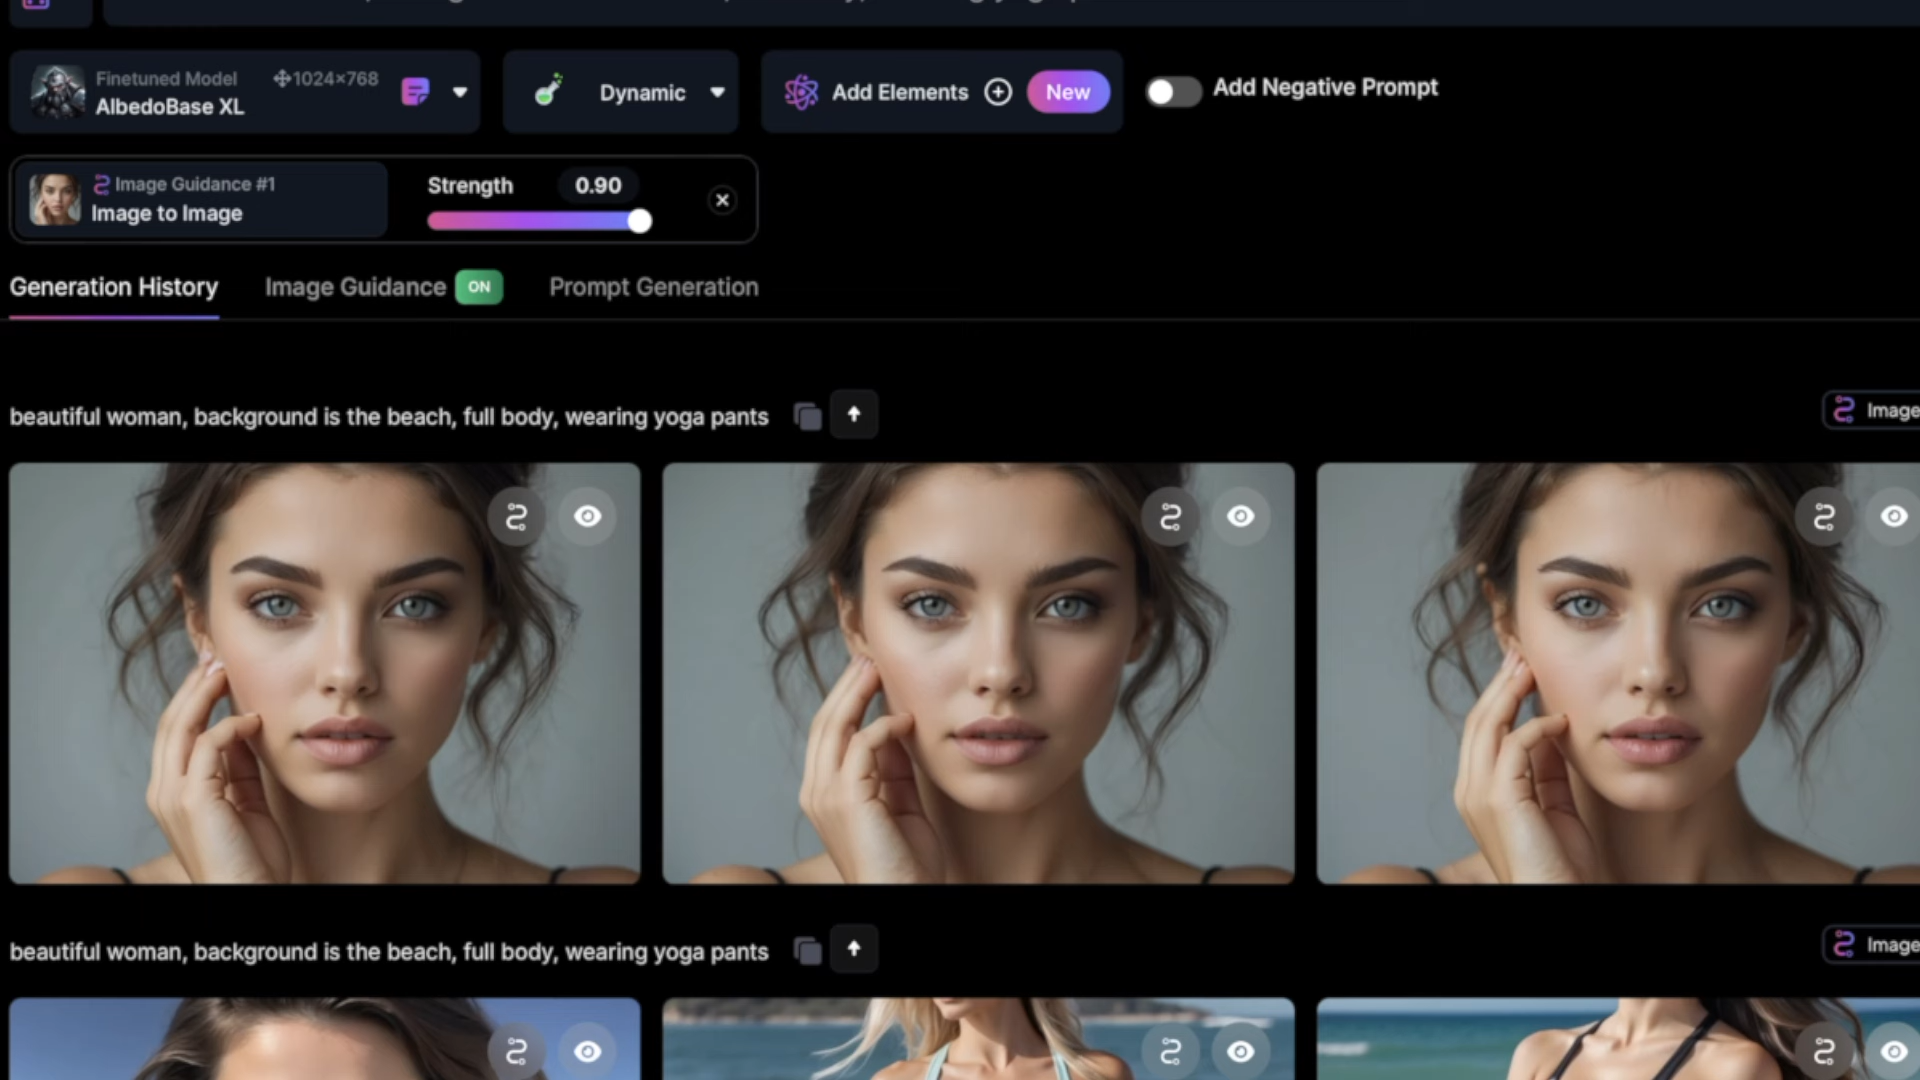 Finetuned Model
1024×768
AlbedoBase XL
Dynamic
Add Elements
New
Add Negative Prompt
Image Guidance #1
Image to Image
Strength
0.90
Generation History
Image Guidance
ON
Prompt Generation
beautiful woman, background is the beach, full body, wearing yoga pants
Image
beautiful woman, background is the beach, full body, wearing yoga pants
Image